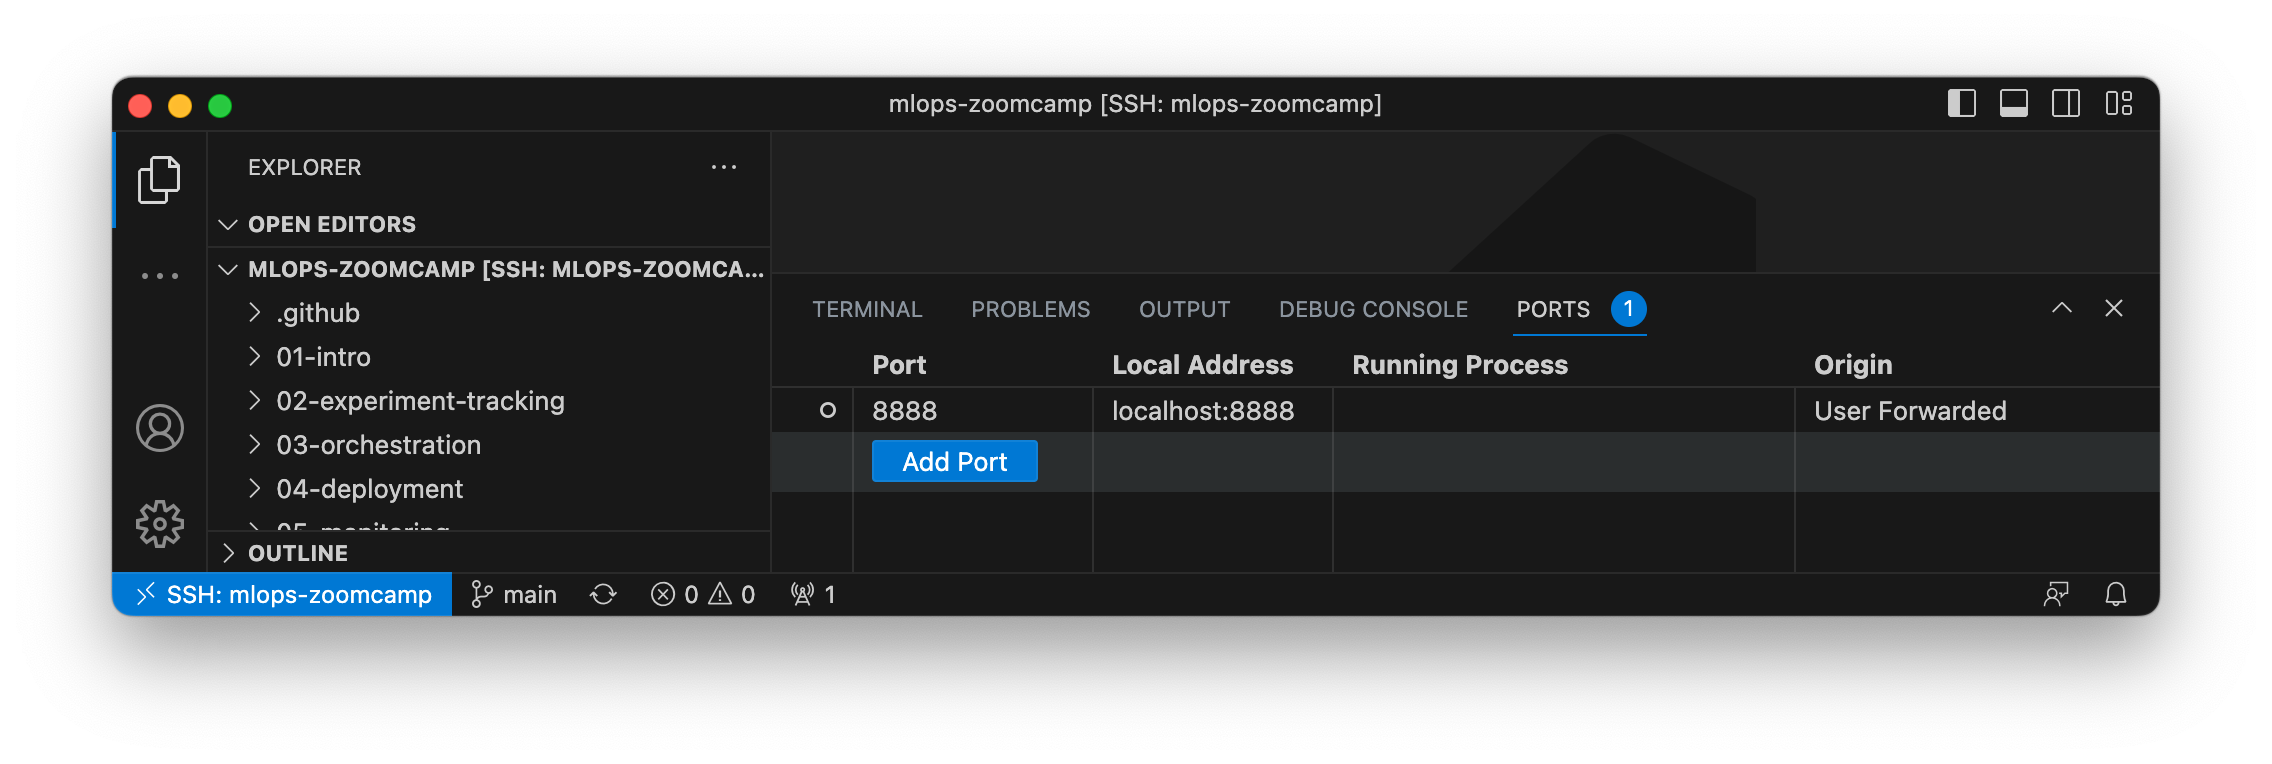 mlops-zoomcamp [SSH: mlops-zoomcamp]
EXPLORER
OPEN EDITORS
MLOPS-ZOOMCAMP [SSH: MLOPS-ZOOMCA...
.github
01-intro
02-experiment-tracking
03-orchestration
04-deployment
05-monitoring
OUTLINE
TERMINAL PROBLEMS OUTPUT DEBUG CONSOLE PORTS 1
Port Local Address Running Process Origin
8888 localhost:8888 User Forwarded
Add Port
SSH: mlops-zoomcamp main 0 0 1